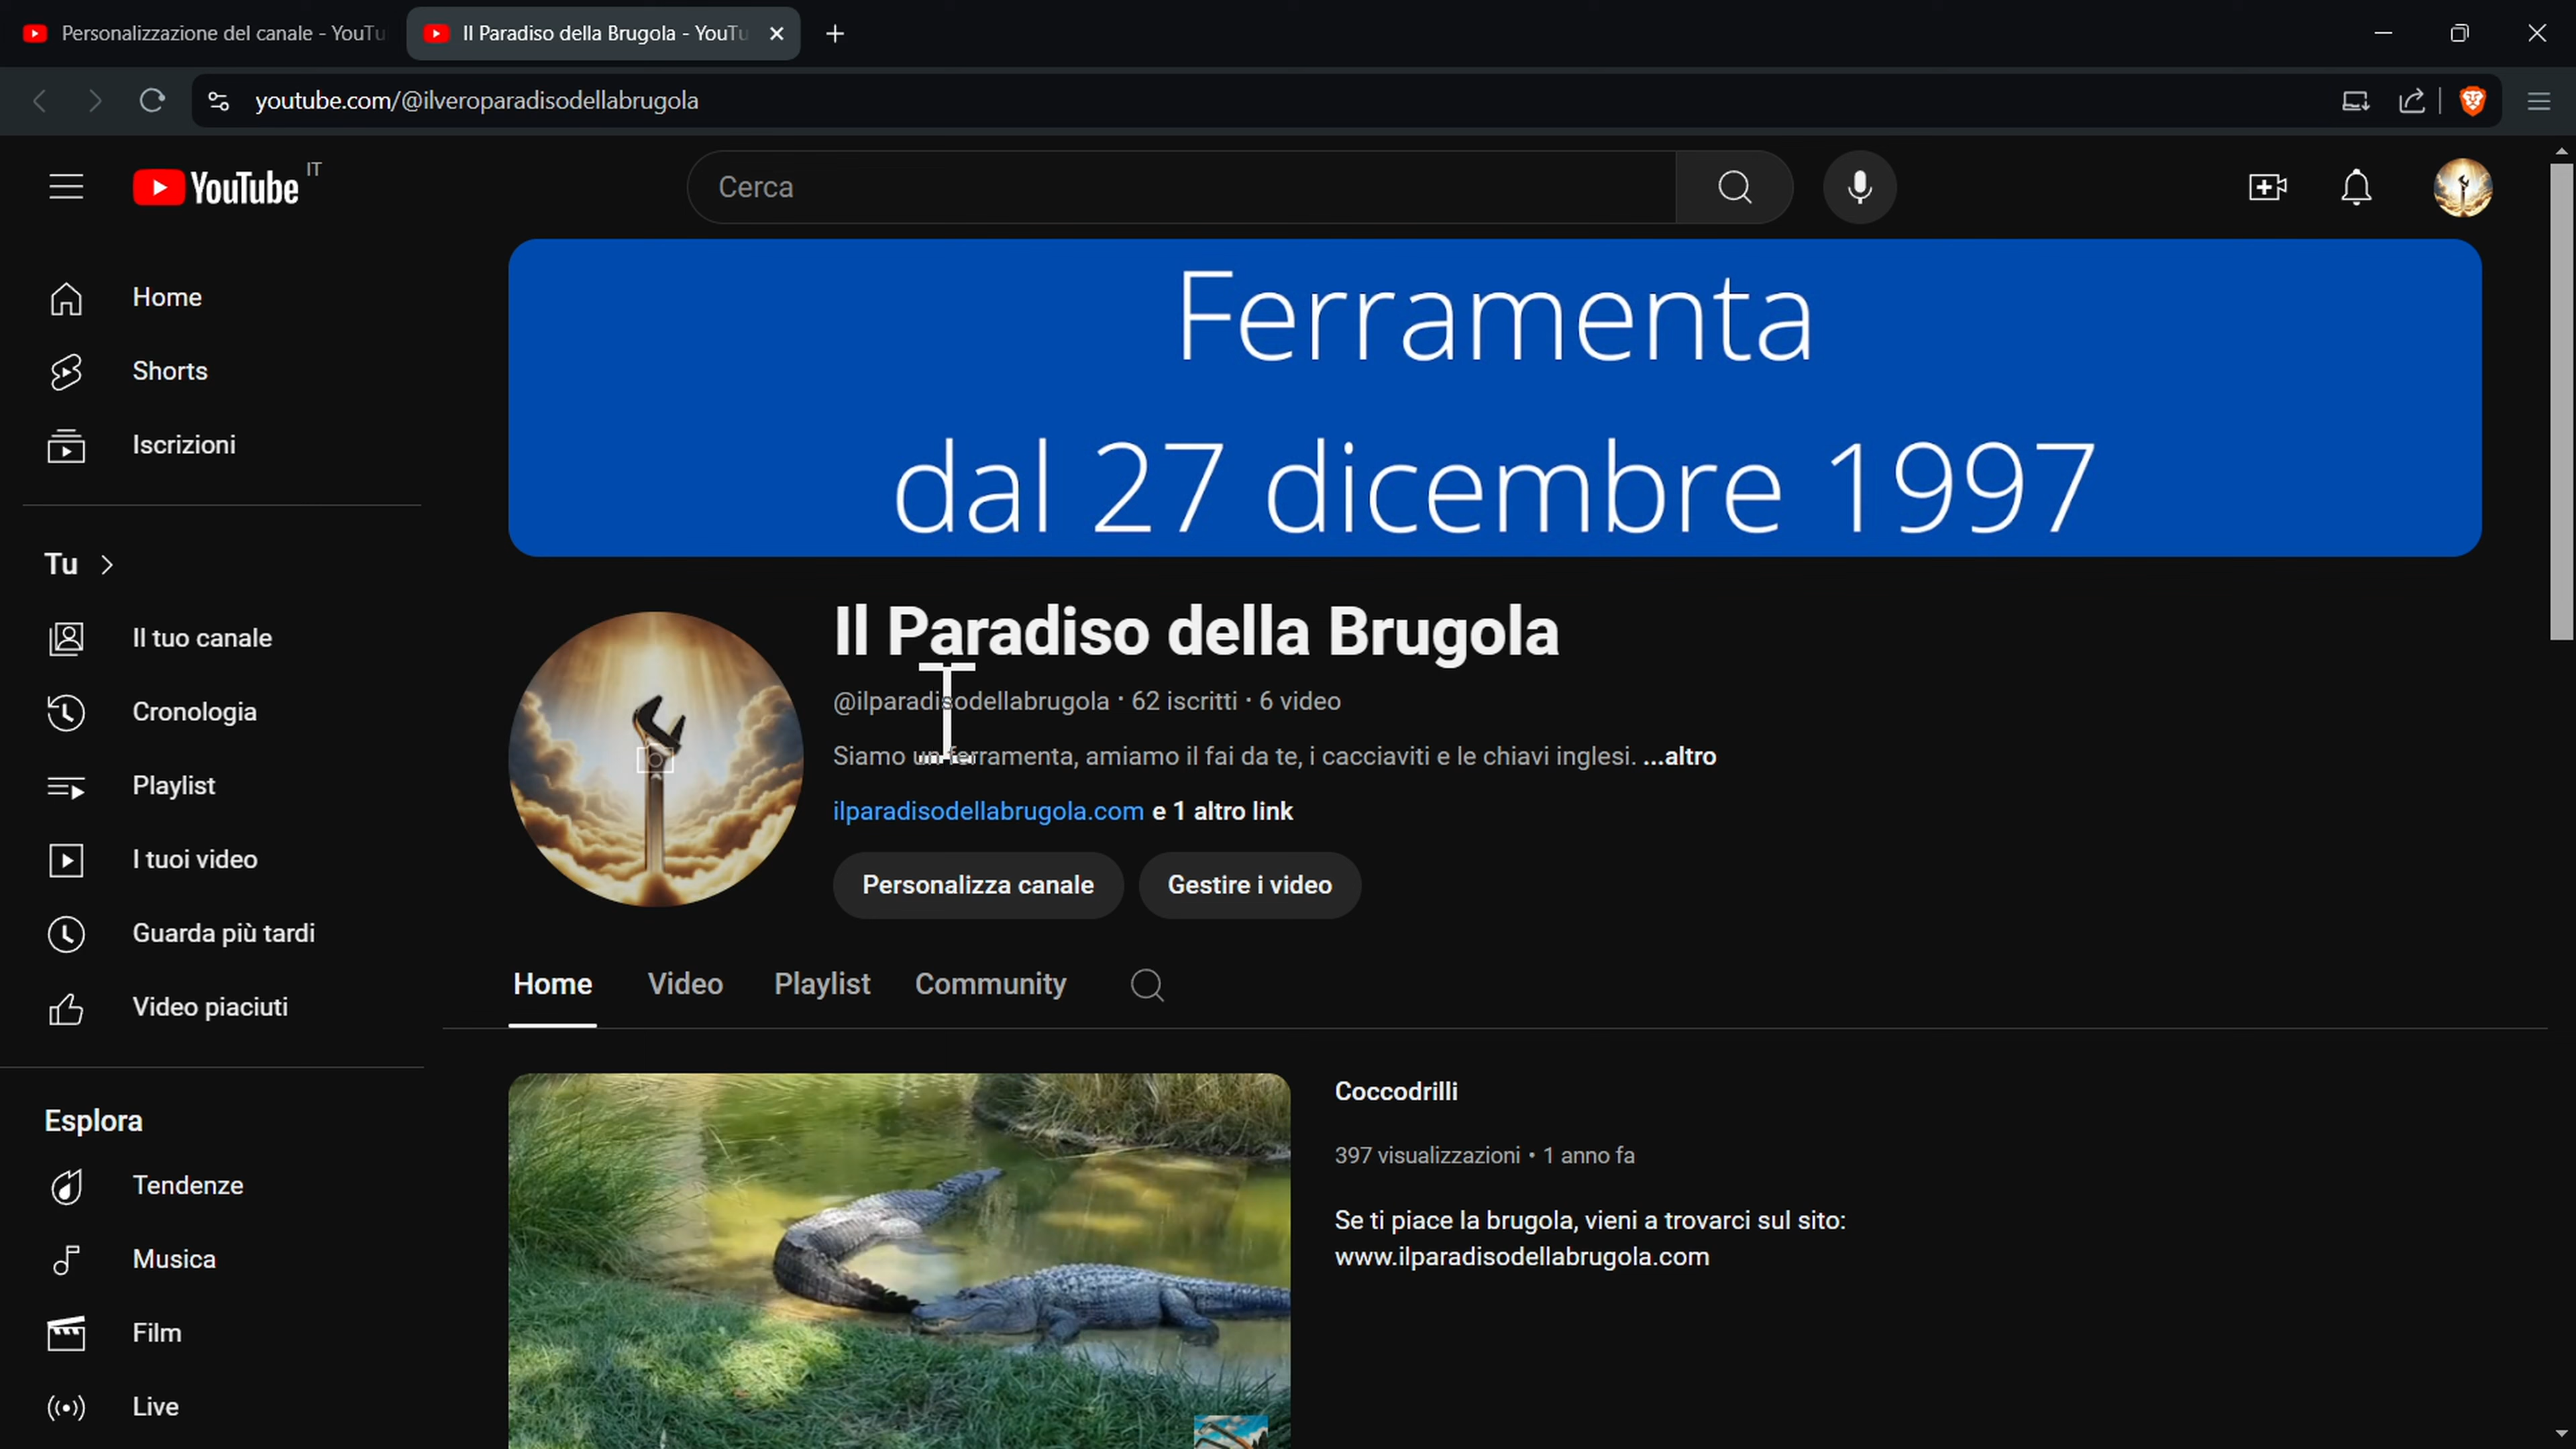 Personalizzazione del canale - YouTu
Il Paradiso della Brugola - YouTu
youtube.com/@ilveroparadisodellabrugola
YouTube IT
Cerca
Home
Shorts
Iscrizioni
Tu
Il tuo canale
Cronologia
Playlist
I tuoi video
Guarda più tardi
Video piaciuti
Esplora
Tendenze
Musica
Film
Live
Ferramenta
dal 27 dicembre 1997
Il Paradiso della Brugola
@ilparadisodellabrugola • 62 iscritti • 6 video
Siamo un ferramenta, amiamo il fai da te, i cacciaviti e le chiavi inglesi. ...altro
ilparadisodellabrugola.com e 1 altro link
Personalizza canale Gestire i video
Home Video Playlist Community
Coccodrilli
397 visualizzazioni • 1 anno fa
Se ti piace la brugola, vieni a trovarci sul sito:
www.ilparadisodellabrugola.com